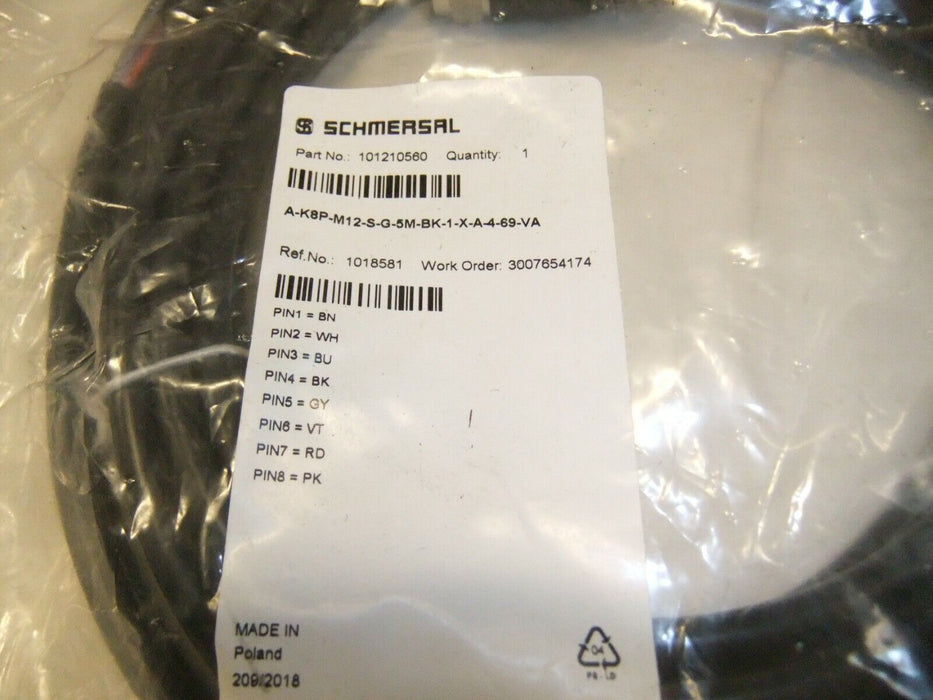 SCHMERSAL
Part No.: 101210560 Quantity: 1
A-K8P-M12-S-G-5M-BK-1-X-A-4-69-VA
Ref.No.: 1018581 Work Order: 3007654174
PIN1 = BN
PIN2 = WH
PIN3 = BU
PIN4 = BK
PIN5 = GY
PIN6 = VT
PIN7 = RD
PIN8 = PK
MADE IN
Poland
209/2018
04